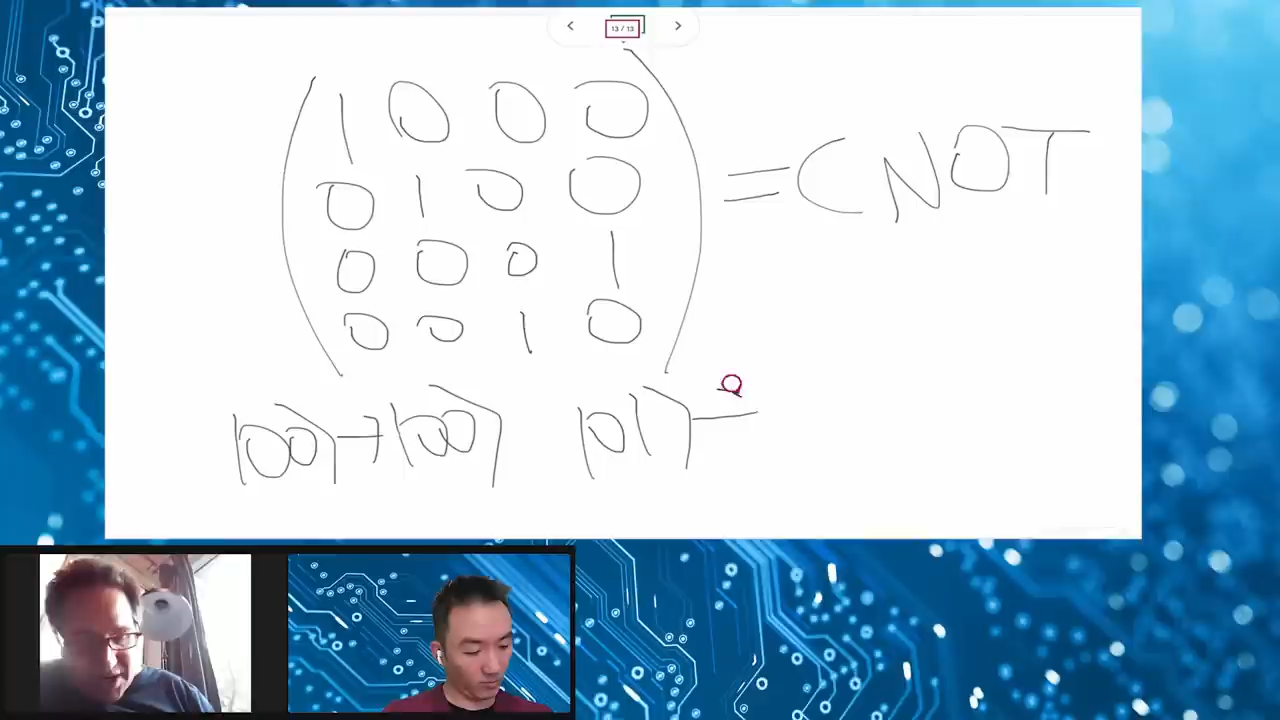 13 / 13
1 0 0 0
0 1 0 0 = CNOT
0 0 0 1
0 0 1 0
|00⟩→|00⟩ |01⟩—